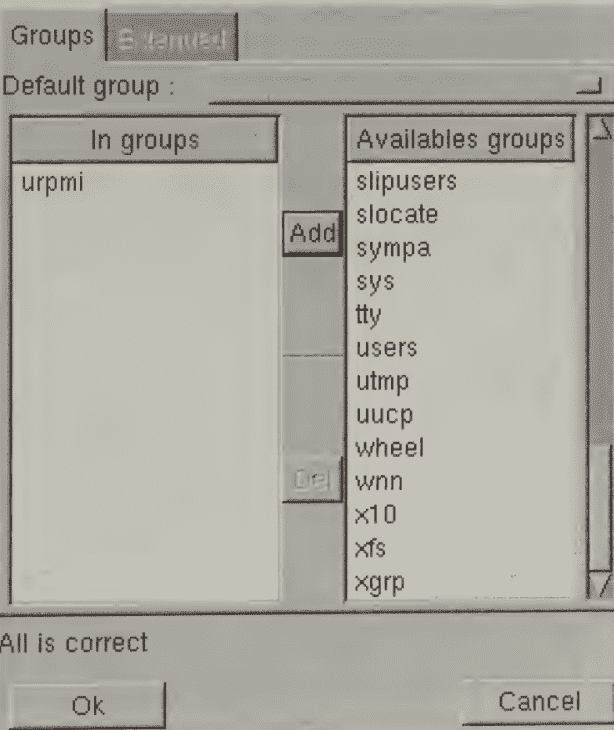 Groups
Default group :
In groups
Availables groups
urpmi
slipusers
slocate
Add
sympa
sys
tty
users
utmp
uucp
wheel
Del
wnn
x10
xfs
xgrp
All is correct
Ok
Cancel